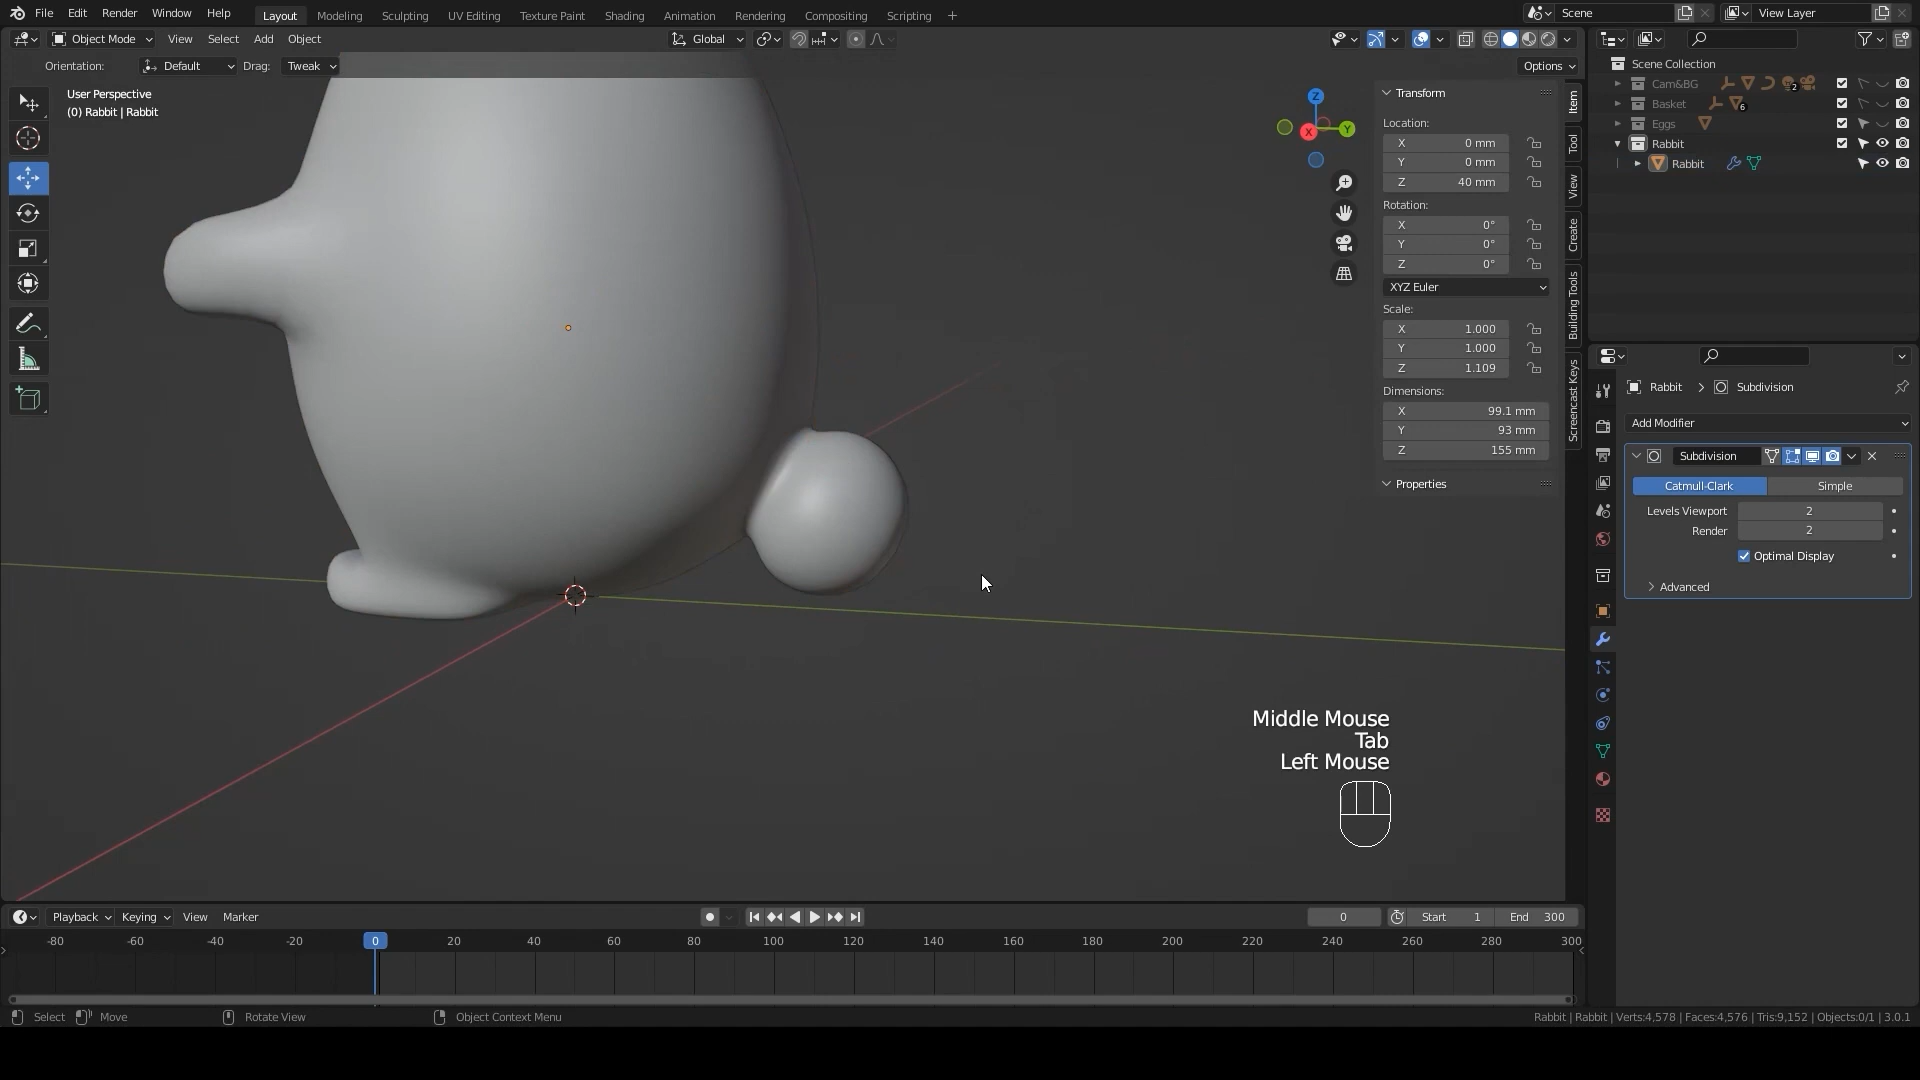 File Edit Render Window Help Layout Modeling Sculpting UV Editing Texture Paint Shading Animation Rendering Compositing Scripting + Scene View Layer
Object Mode View Select Add Object Global
Orientation: Default Drag: Tweak Options
User Perspective
(0) Rabbit | Rabbit
Z
Y
X
Transform
Location:
X 0 mm
Y 0 mm
Z 40 mm
Rotation:
X 0°
Y 0°
Z 0°
XYZ Euler
Scale:
X 1.000
Y 1.000
Z 1.109
Dimensions:
X 99.1 mm
Y 93 mm
Z 155 mm
Properties
Item
Tool
View
Create
Building Tools
Screencast Keys
Scene Collection
Cam&BG 2
Basket 6
Eggs
Rabbit
Rabbit
Rabbit > Subdivision
Add Modifier
Subdivision
Catmull-Clark Simple
Levels Viewport 2
Render 2
Optimal Display
Advanced
Middle Mouse
Tab
Left Mouse
Playback Keying View Marker 0 Start 1 End 300
-80 -60 -40 -20 0 20 40 60 80 100 120 140 160 180 200 220 240 260 280 300
Select Move Rotate View Object Context Menu Rabbit | Rabbit | Verts:4,578 | Faces:4,576 | Tris:9,152 | Objects:0/1 | 3.0.1